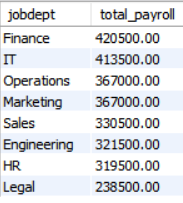 jobdept total_payroll
Finance 420500.00
IT 413500.00
Operations 367000.00
Marketing 367000.00
Sales 330500.00
Engineering 321500.00
HR 319500.00
Legal 238500.00